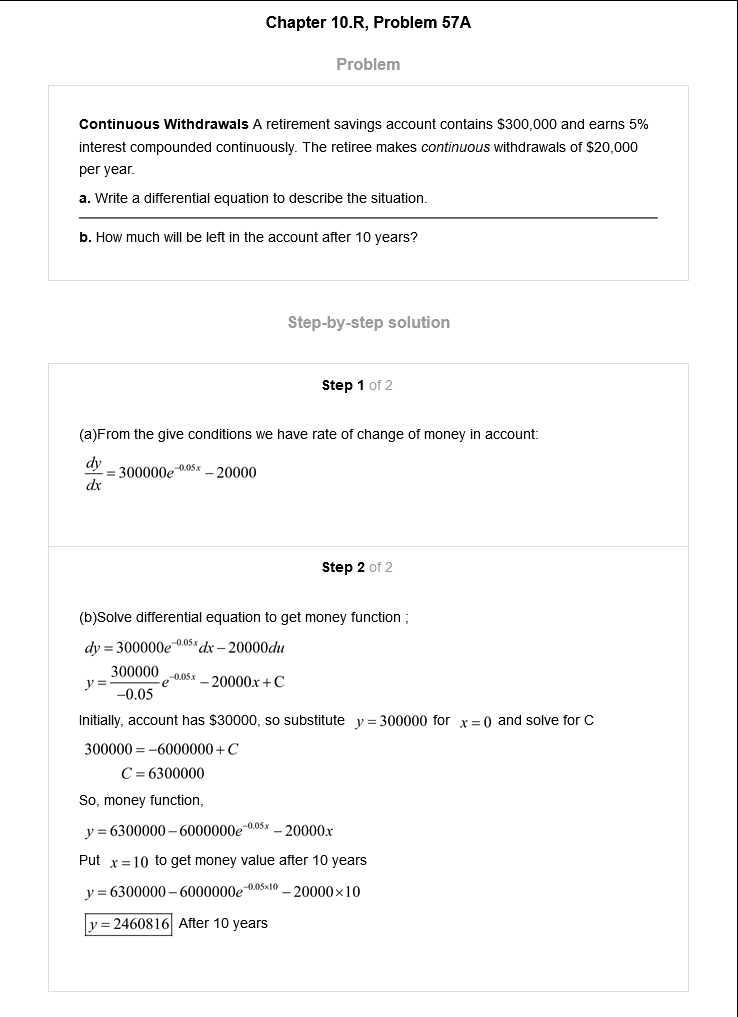 Chapter 10.R, Problem 57A
Problem
Continuous Withdrawals A retirement savings account contains $300,000 and earns 5%
interest compounded continuously. The retiree makes continuous withdrawals of $20,000
per year.
a. Write a differential equation to describe the situation.
b. How much will be left in the account after 10 years?
Step-by-step solution
Step 1 of 2
(a)From the give conditions we have rate of change of money in account:
dy/dx = 300000e^{-0.05x} − 20000
Step 2 of 2
(b)Solve differential equation to get money function ;
dy = 300000e^{-0.05x}dx − 20000du
y = 300000/−0.05 e^{-0.05x} − 20000x + C
Initially, account has $30000, so substitute y = 300000 for x = 0 and solve for C
300000 = −6000000 + C
C = 6300000
So, money function,
y = 6300000 − 6000000e^{-0.05x} − 20000x
Put x = 10 to get money value after 10 years
y = 6300000 − 6000000e^{-0.05×10} − 20000×10
y = 2460816 After 10 years